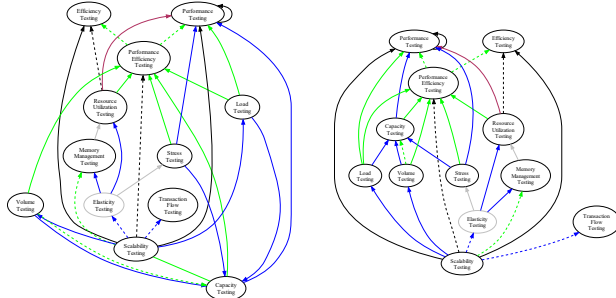 Efficiency
Testing
Performance
Testing
Performance
Efficiency
Testing
Resource
Utilization
Testing
Load
Testing
Memory
Management
Testing
Stress
Testing
Volume
Testing
Elasticity
Testing
Transaction
Flow
Testing
Scalability
Testing
Capacity
Testing
Performance
Testing
Efficiency
Testing
Performance
Efficiency
Testing
Capacity
Testing
Resource
Utilization
Testing
Load
Testing
Volume
Testing
Stress
Testing
Memory
Management
Testing
Elasticity
Testing
Transaction
Flow
Testing
Scalability
Testing